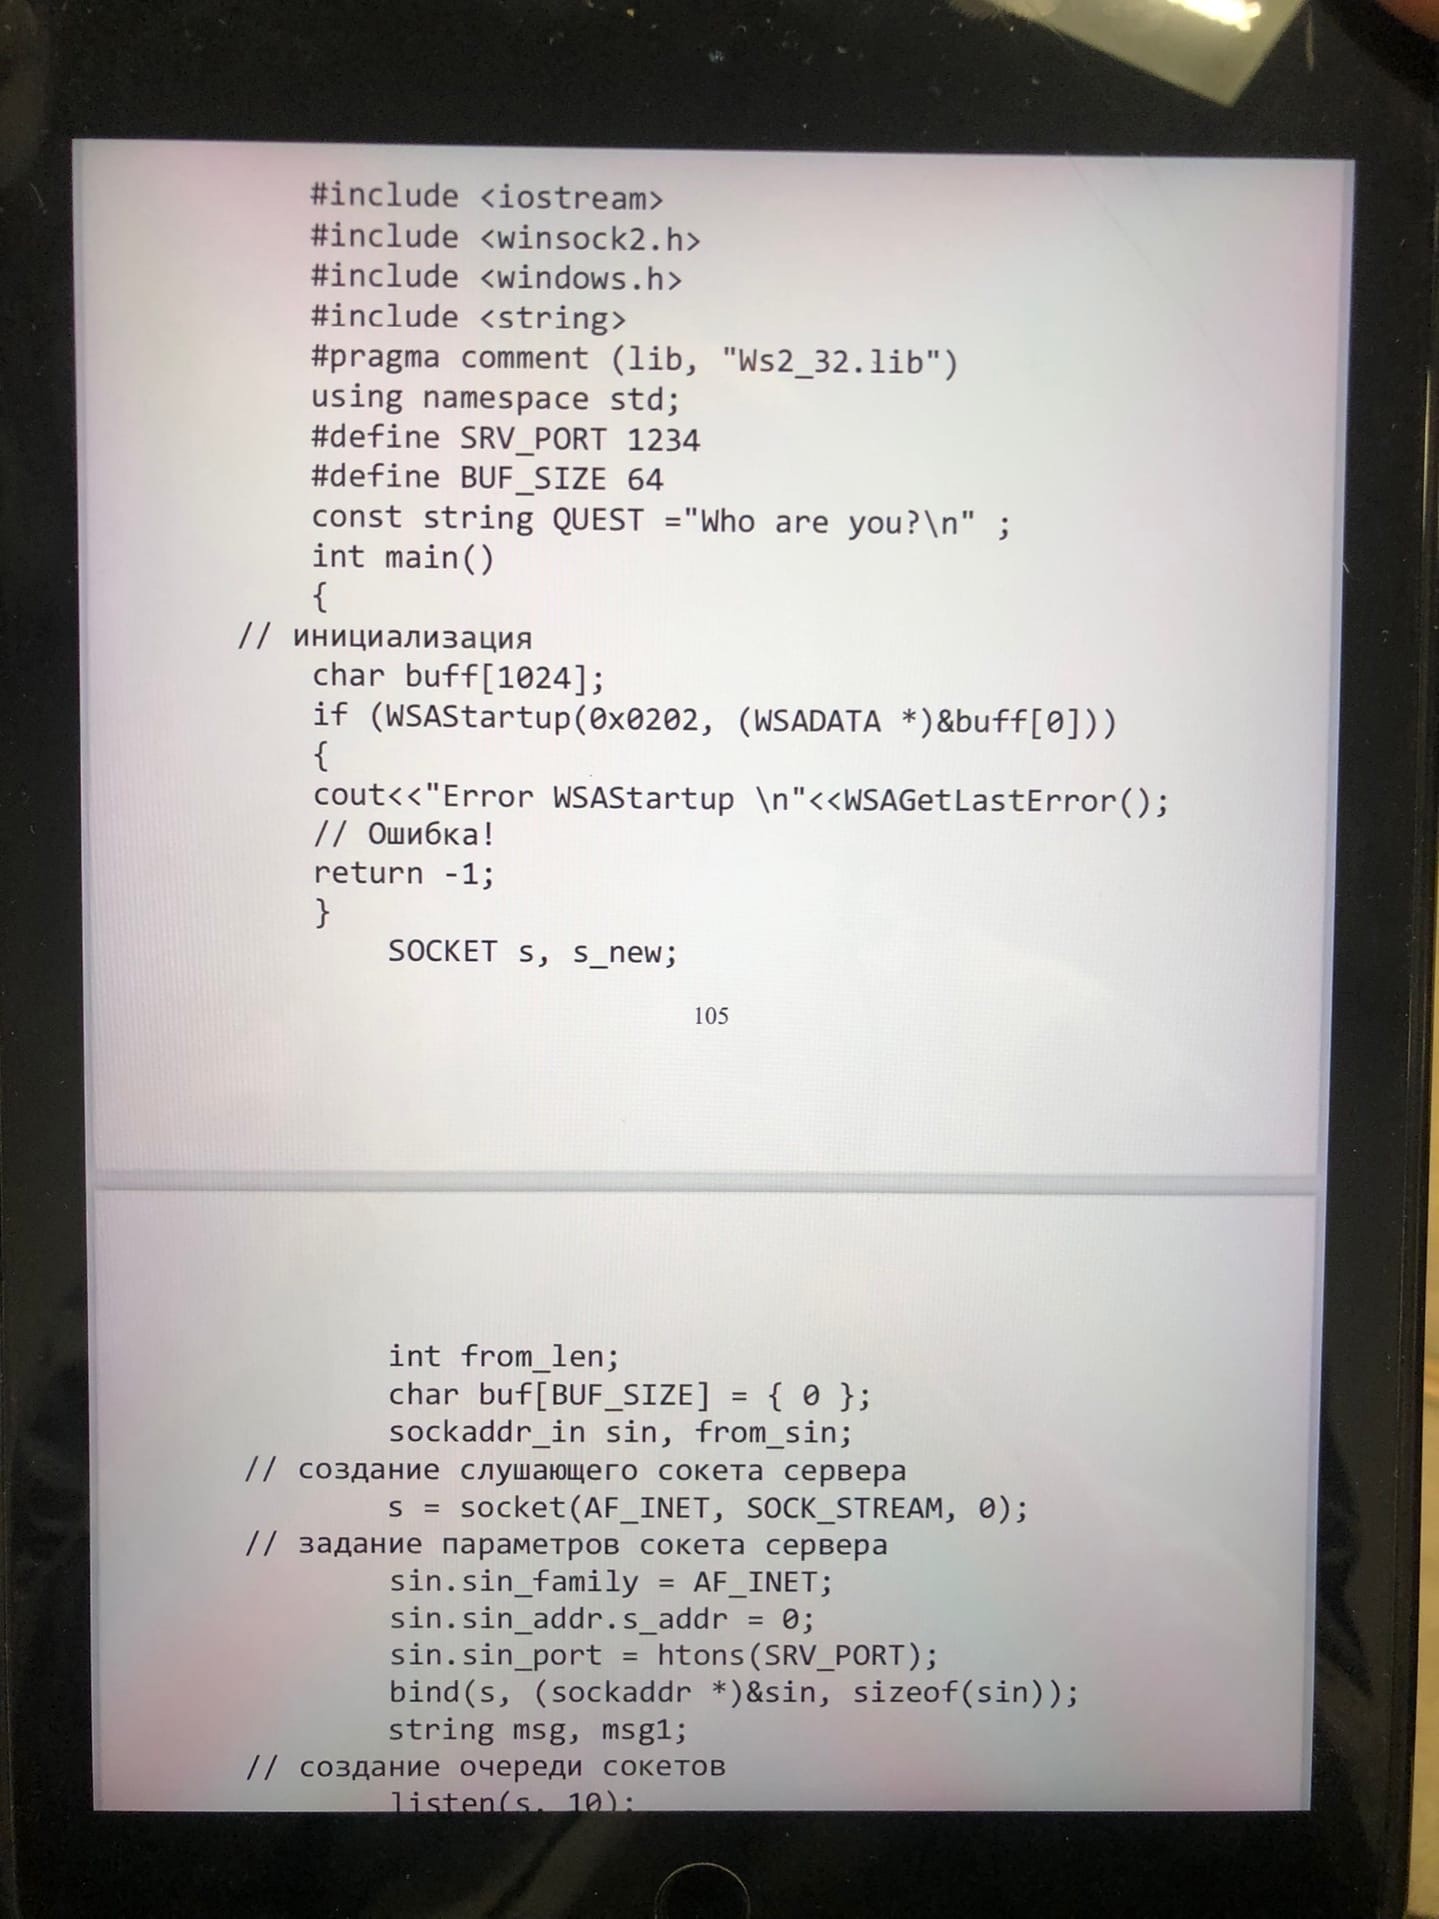 #include <iostream>
#include <winsock2.h>
#include <windows.h>
#include <string>
#pragma comment (lib, "Ws2_32.lib")
using namespace std;
#define SRV_PORT 1234
#define BUF_SIZE 64
const string QUEST ="Who are you?\n" ;
int main()
{
// инициализация
char buff[1024];
if (WSAStartup(0x0202, (WSADATA *)&buff[0]))
{
cout<<"Error WSAStartup \n"<<WSAGetLastError();
// Ошибка!
return -1;
}
SOCKET s, s_new;
105
int from_len;
char buf[BUF_SIZE] = { 0 };
sockaddr_in sin, from_sin;
// создание слушающего сокета сервера
s = socket(AF_INET, SOCK_STREAM, 0);
// задание параметров сокета сервера
sin.sin_family = AF_INET;
sin.sin_addr.s_addr = 0;
sin.sin_port = htons(SRV_PORT);
bind(s, (sockaddr *)&sin, sizeof(sin));
string msg, msg1;
// создание очереди сокетов
listen(s, 10);